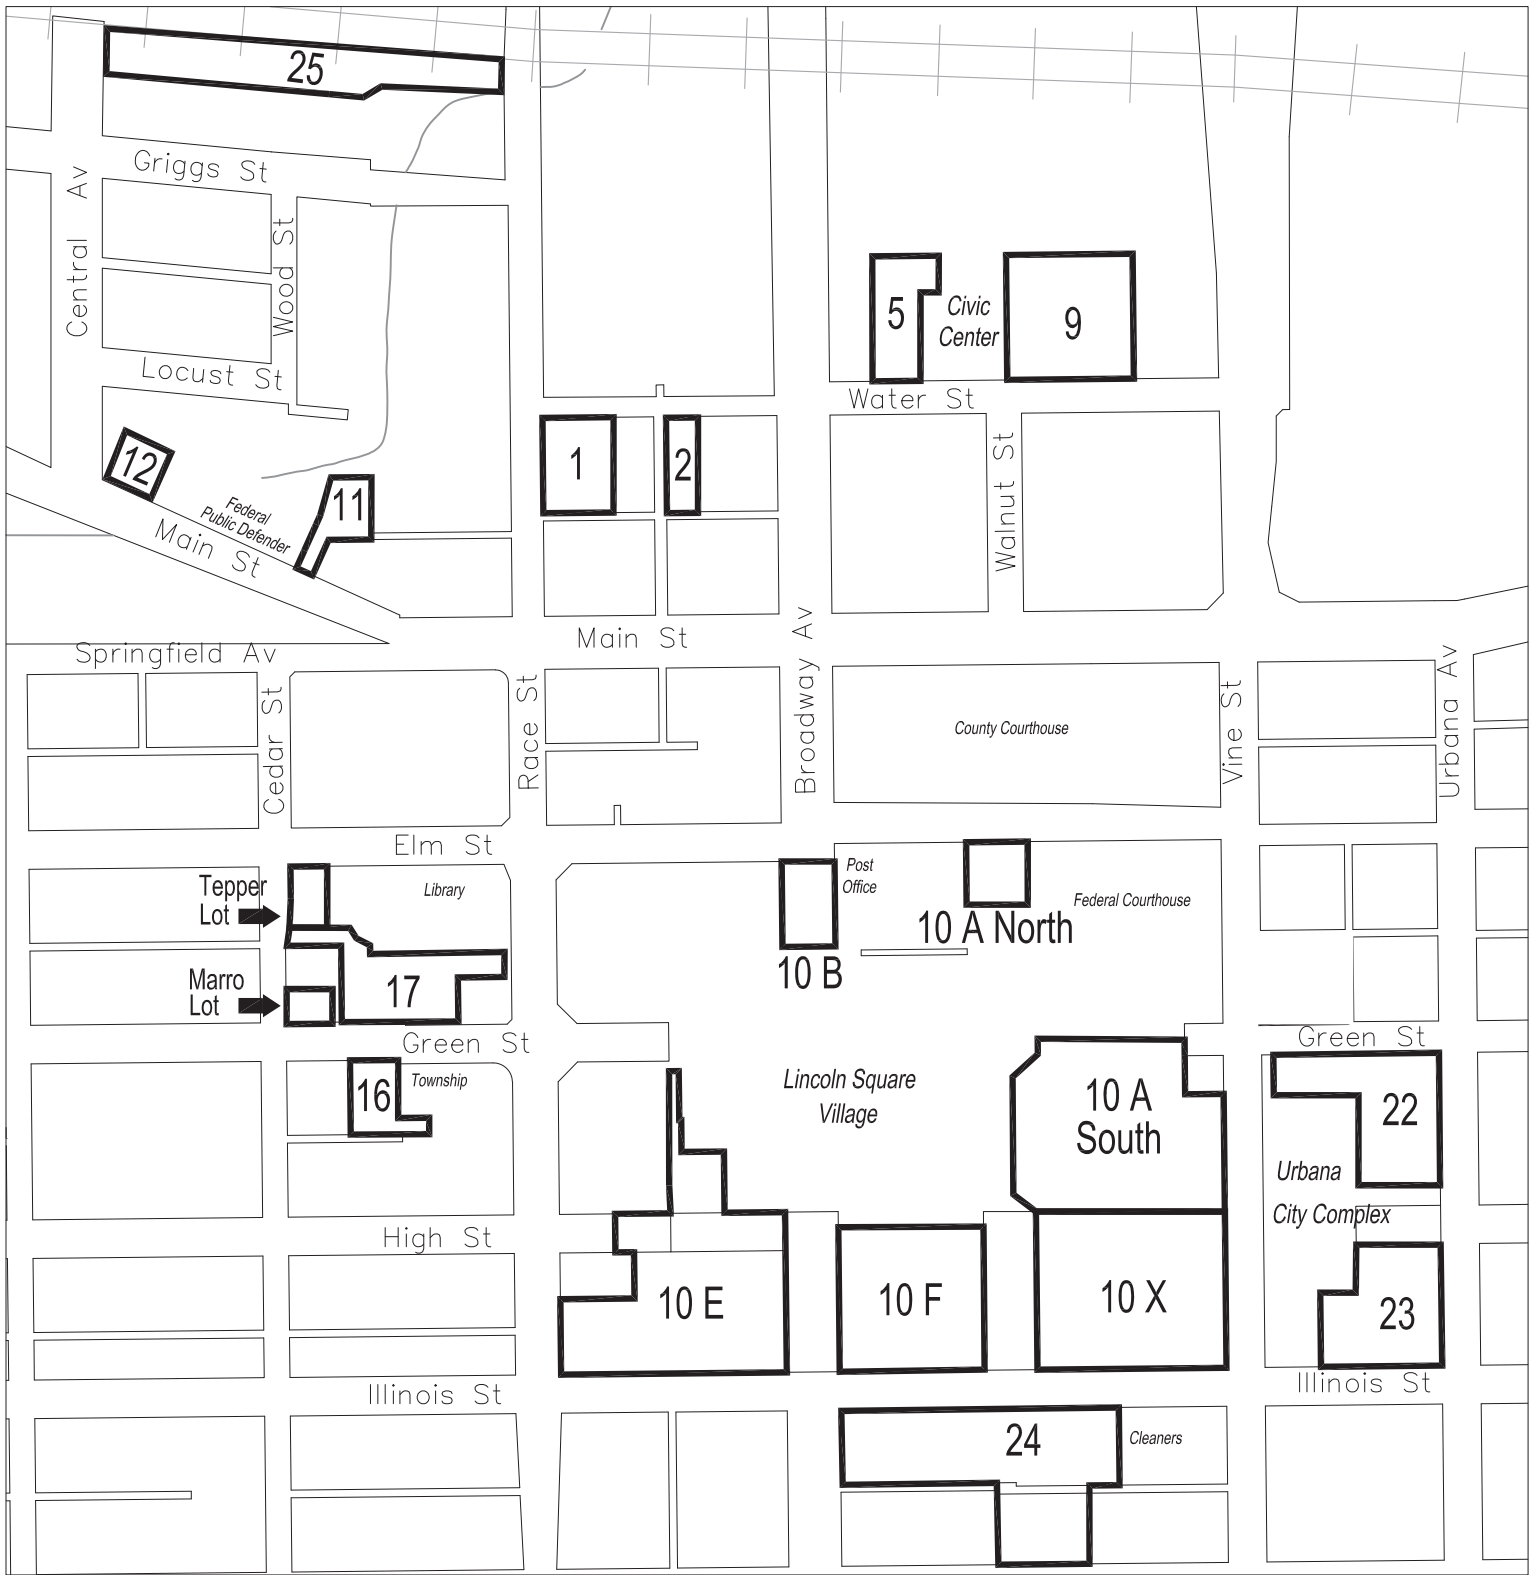 25
Griggs St
Central Av
Wood St
Locust St
5
Civic
Center
9
Water St
12
Federal
Public Defender
11
1
2
Walnut St
Main St
Main St
Springfield Av
Cedar St
Race St
Broadway Av
County Courthouse
Vine St
Urbana Av
Elm St
Tepper
Lot
Library
Post
Office
10 A North
Federal Courthouse
10 B
Marro
Lot
17
Green St
Green St
16
Township
Lincoln Square
Village
10 A
South
22
Urbana
City Complex
High St
10 E
10 F
10 X
23
Illinois St
Illinois St
24
Cleaners